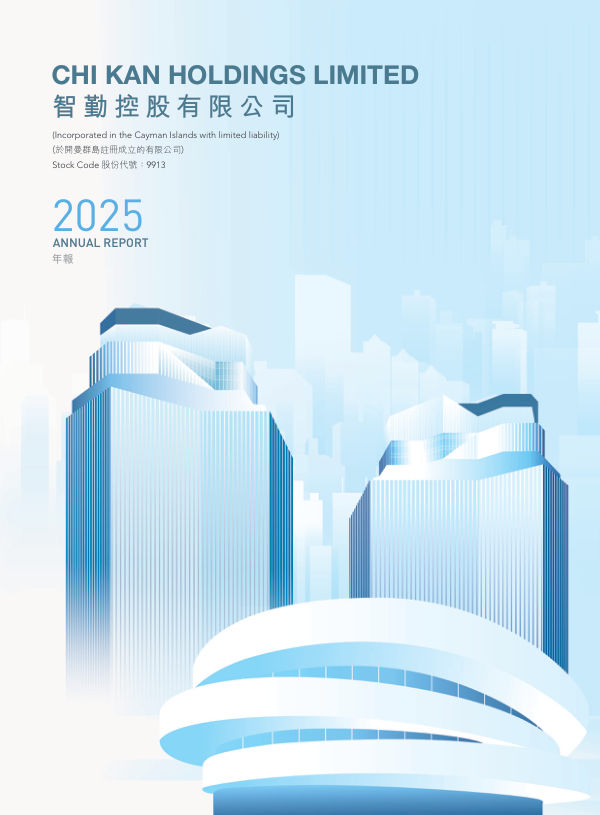 CHI KAN HOLDINGS LIMITED
智勤控股有限公司
(Incorporated in the Cayman Islands with limited liability)
(於開曼群島註冊成立的有限公司)
Stock Code 股份代號：9913
2025
ANNUAL REPORT
年報